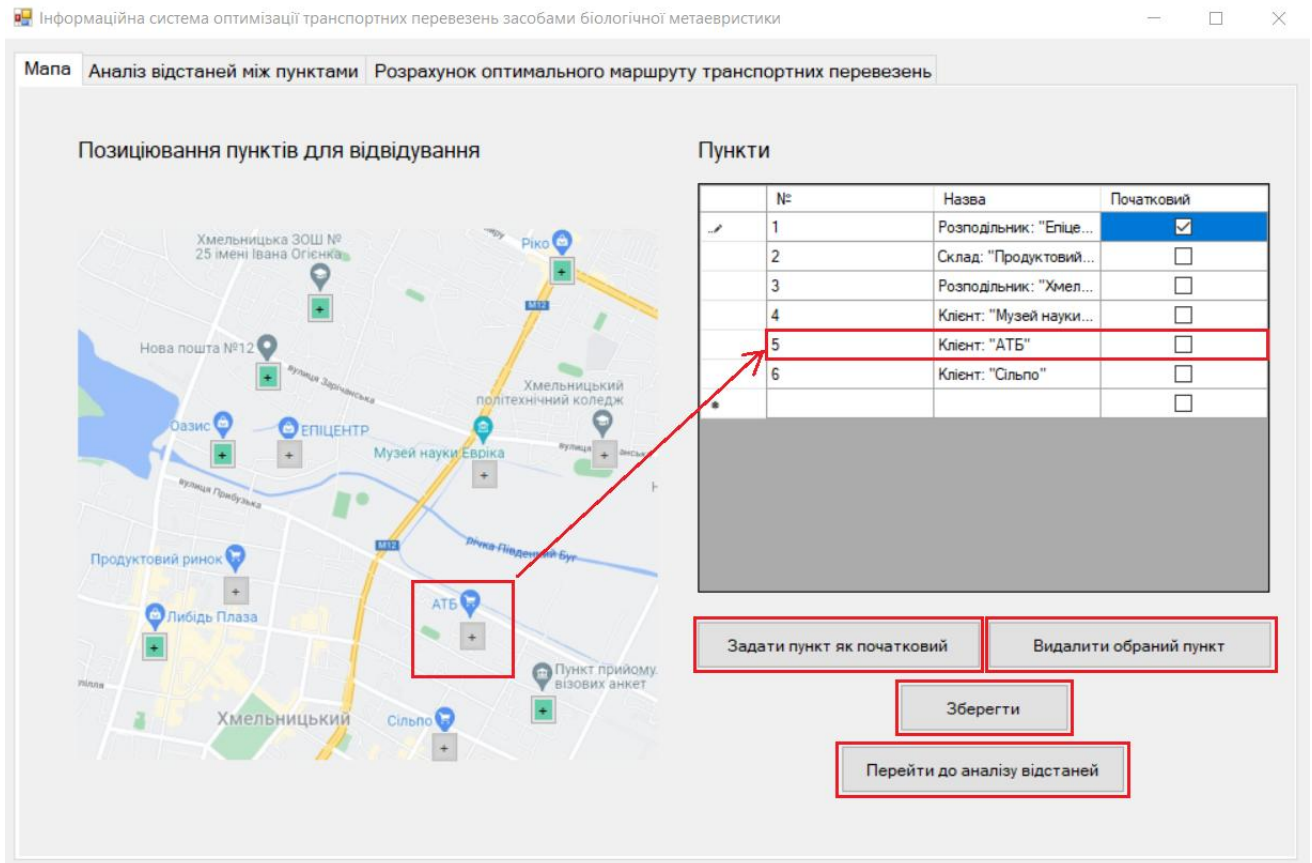 Інформаційна система оптимізації транспортних перевезень засобами біологічної метаевристики
Мапа
Аналіз відстаней між пунктами
Розрахунок оптимального маршруту транспортних перевезень
Позиціювання пунктів для відвідування
Хмельницька ЗОШ №
25 імені Івана Огієнка
Ріко
M12
Нова пошта №12
вулиця Зарічанська
Хмельницький
політехнічний коледж
Оазис
ЕПІЦЕНТР
Музей науки Евріка
вулиця
анська
вулиця Прибузька
M12
річка Південний Буг
Продуктовий ринок
АТБ
Либідь Плаза
Пункт прийому
візових анкет
Хмельницький
Сільпо
Пункти
№ Назва Початковий
1 Розподільник: "Епіце...
2 Склад: "Продуктовий...
3 Розподільник: "Хмел...
4 Клієнт: "Музей науки...
5 Клієнт: "АТБ"
6 Клієнт: "Сільпо"
Задати пункт як початковий
Видалити обраний пункт
Зберегти
Перейти до аналізу відстаней